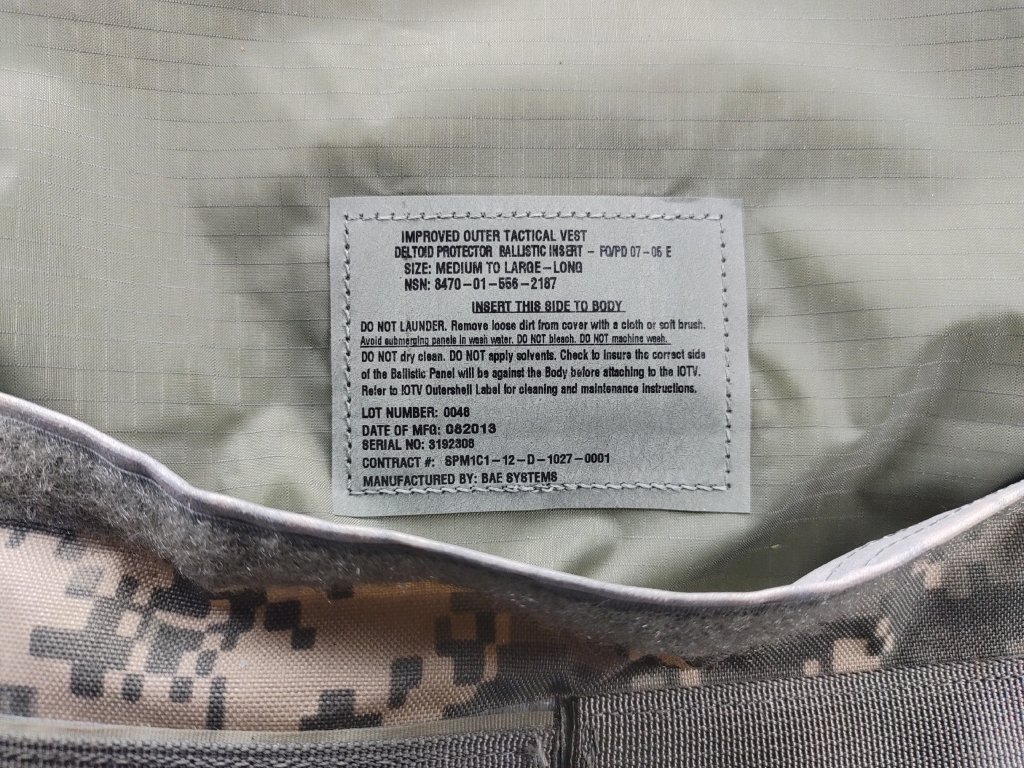 IMPROVED OUTER TACTICAL VEST
DELTOID PROTECTOR BALLISTIC INSERT - FQ/PD 07-05 E
SIZE: MEDIUM TO LARGE-LONG
NSN: 8470-01-556-2187
INSERT THIS SIDE TO BODY
DO NOT LAUNDER. Remove loose dirt from cover with a cloth or soft brush.
Avoid submerging panels in wash water. DO NOT bleach. DO NOT machine wash.
DO NOT dry clean. DO NOT apply solvents. Check to insure the correct side
of the Ballistic Panel will be against the Body before attaching to the IOTV.
Refer to IOTV Outershell Label for cleaning and maintenance instructions.
LOT NUMBER: 0046
DATE OF MFG: 082013
SERIAL NO: 3192308
CONTRACT #: SPM1C1-12-D-1027-0001
MANUFACTURED BY: BAE SYSTEMS